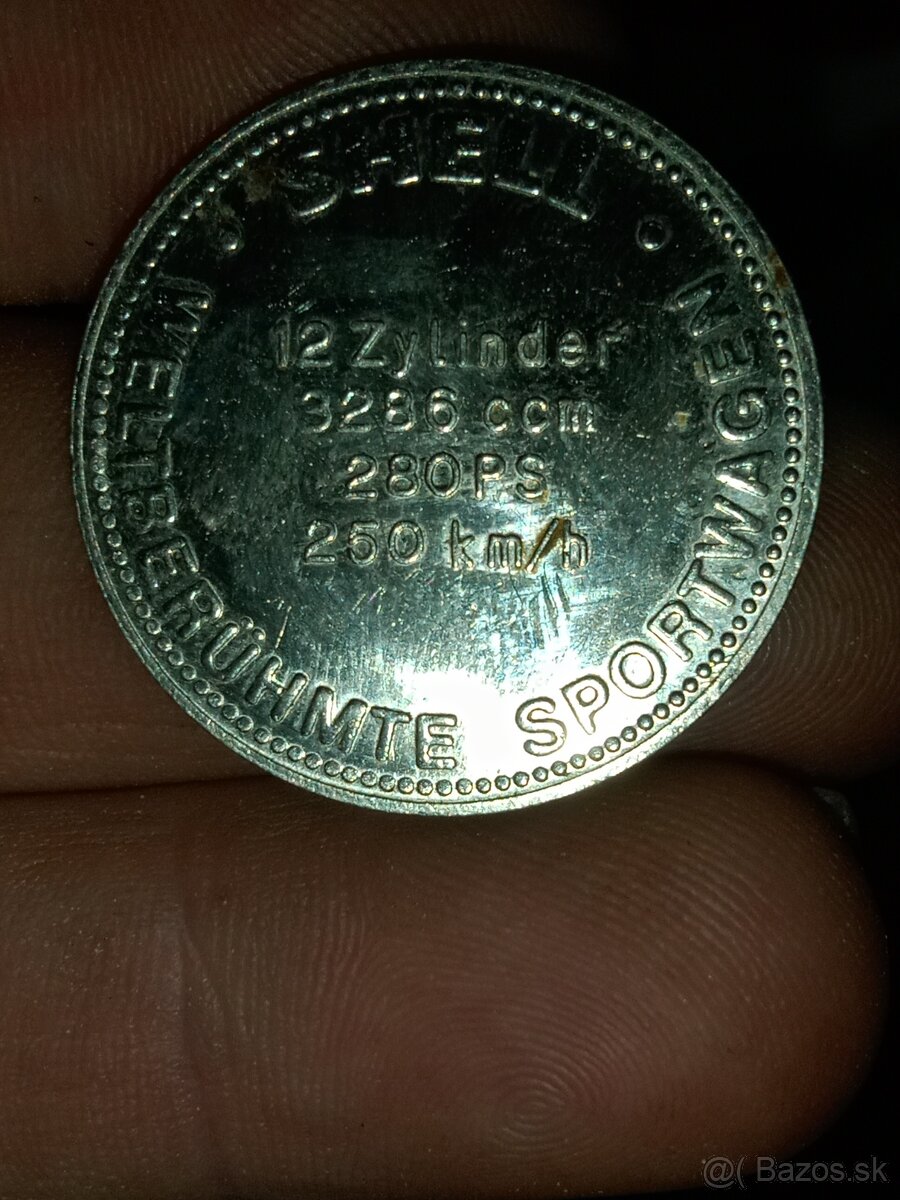 SHELL
12 Zylinder
3286 ccm
280 PS
250 km/h
WELTBERÜHMTE SPORTWAGEN
@( Bazos.sk